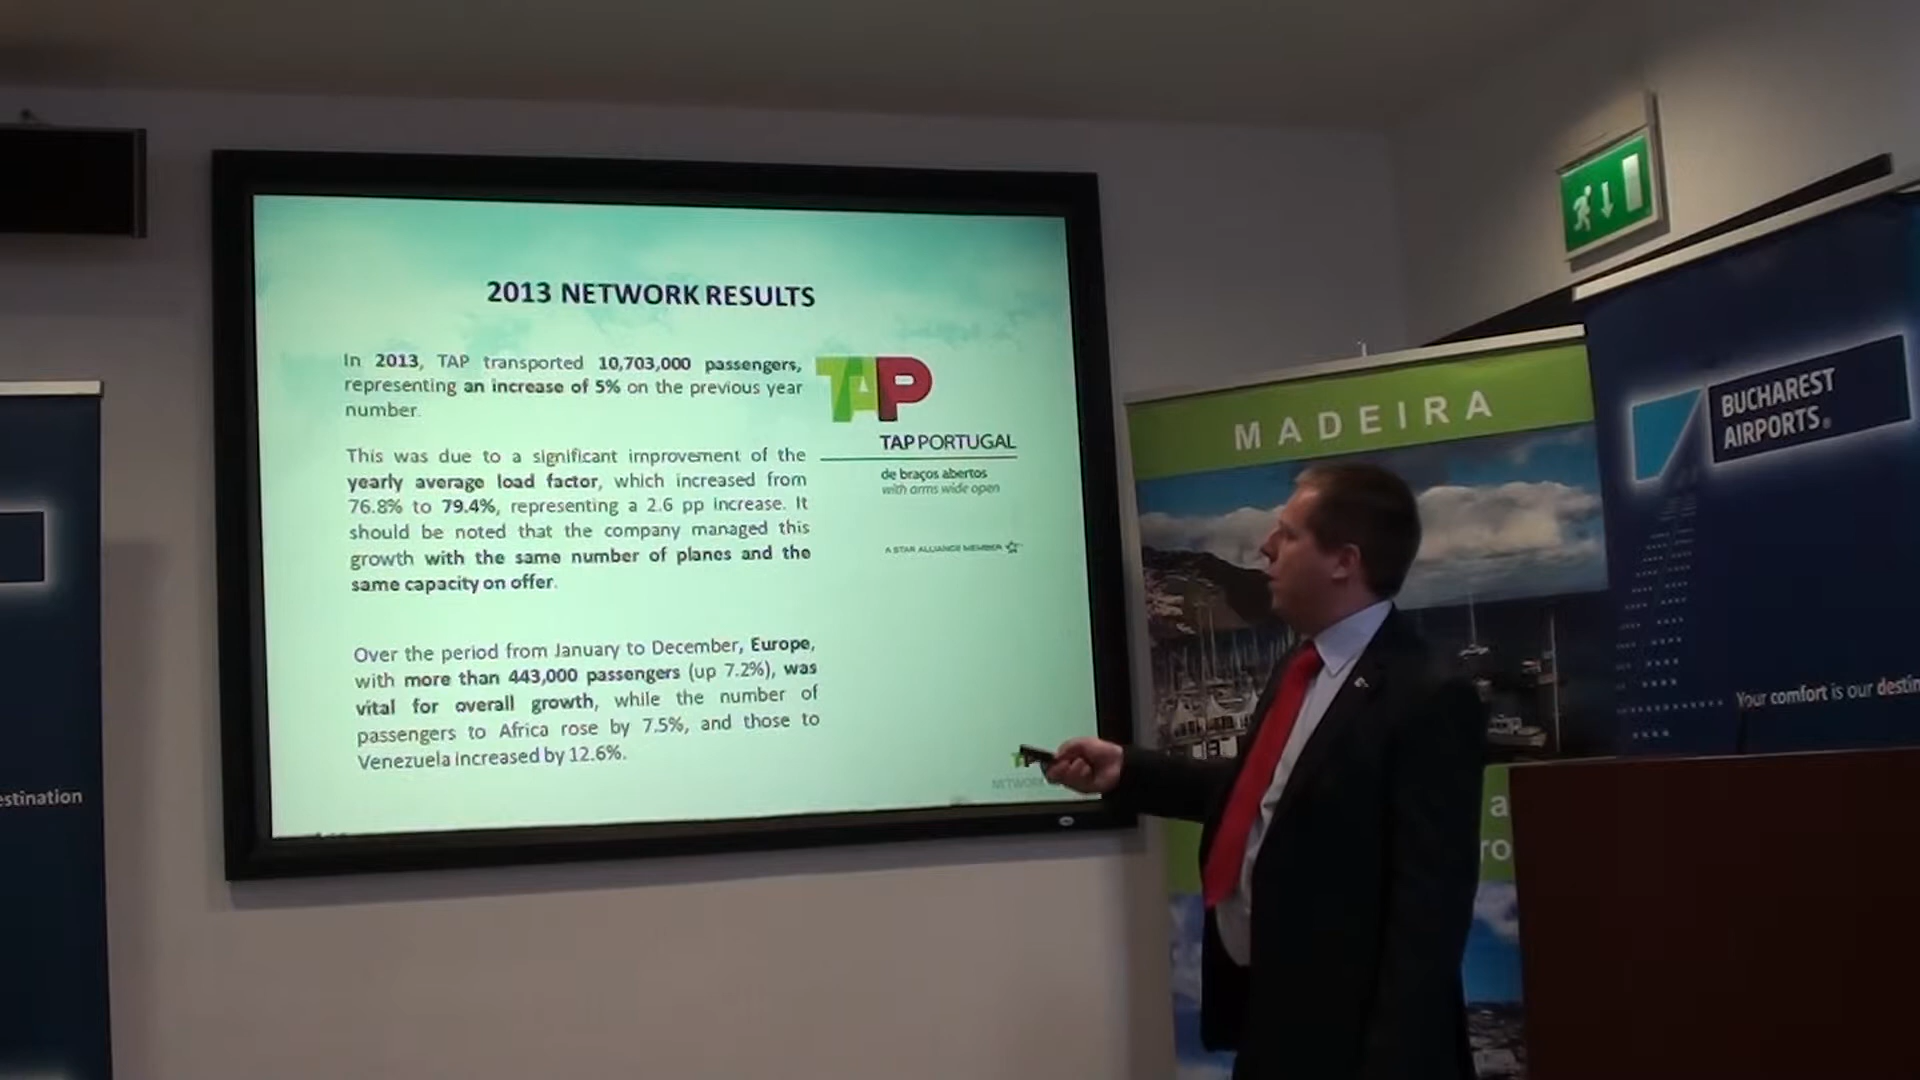 2013 NETWORK RESULTS
In 2013, TAP transported 10,703,000 passengers,
representing an increase of 5% on the previous year
number.
This was due to a significant improvement of the
yearly average load factor, which increased from
76.8% to 79.4%, representing a 2.6 pp increase. It
should be noted that the company managed this
growth with the same number of planes and the
same capacity on offer.
Over the period from January to December, Europe,
with more than 443,000 passengers (up 7.2%), was
vital for overall growth, while the number of
passengers to Africa rose by 7.5%, and those to
Venezuela increased by 12.6%.
TAP
TAP PORTUGAL
de braços abertos
with arms wide open
A STAR ALLIANCE MEMBER
NETWORK
MADEIRA
BUCHAREST
AIRPORTS®
Your comfort is our destin
estination
a
ro